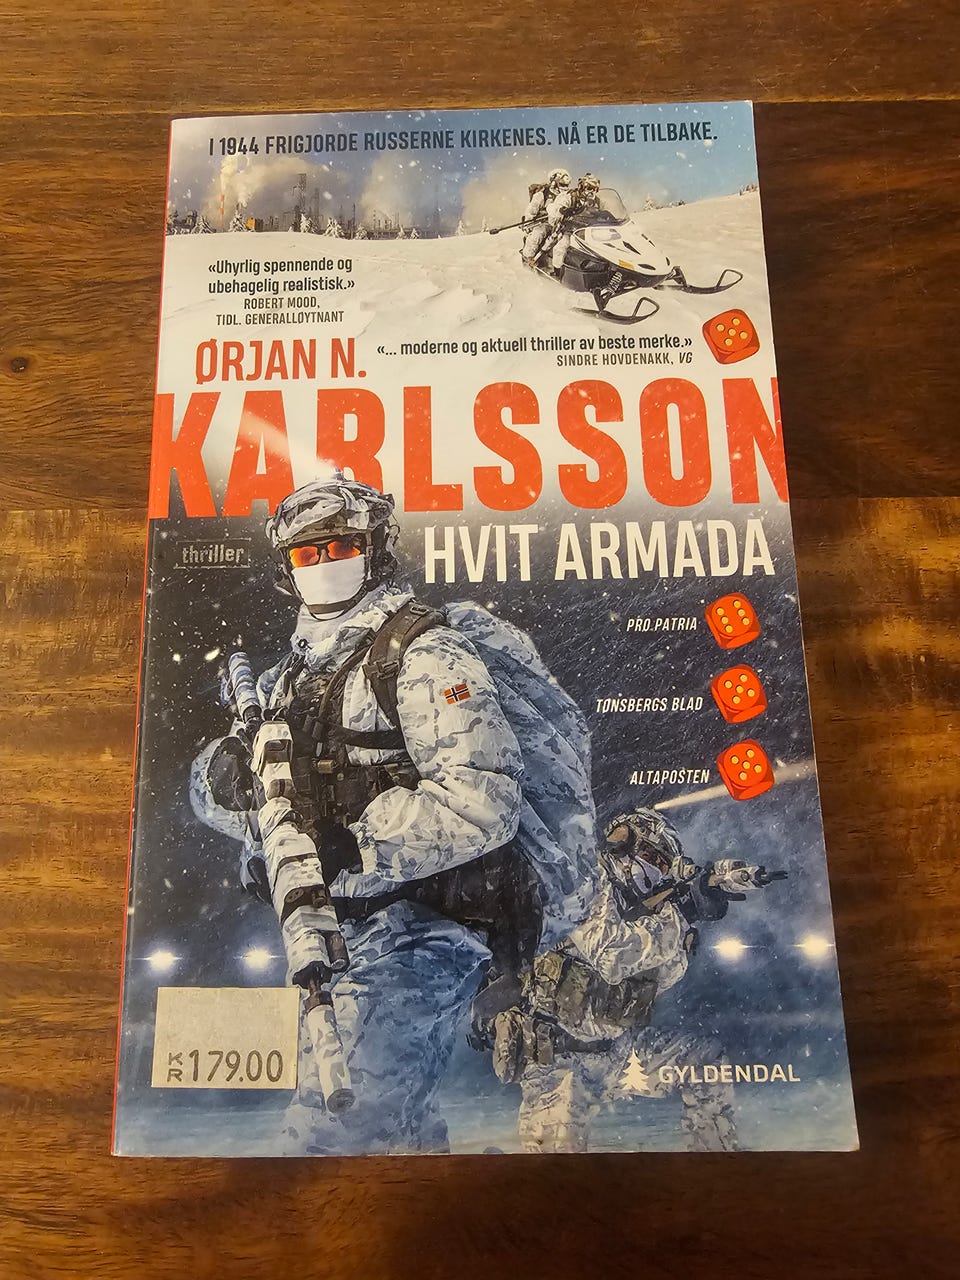 I 1944 FRIGJORDE RUSSERNE KIRKENES. NÅ ER DE TILBAKE.
«Uhyrlig spennende og
ubehagelig realistisk.»
ROBERT MOOD,
TIDL. GENERALLØYTNANT
«... moderne og aktuell thriller av beste merke.»
SINDRE HOVDENAKK, VG
ØRJAN N.
KARLSSON
HVIT ARMADA
thriller
PRO PATRIA
TØNSBERGS BLAD
ALTAPOSTEN
KR 179.00
GYLDENDAL